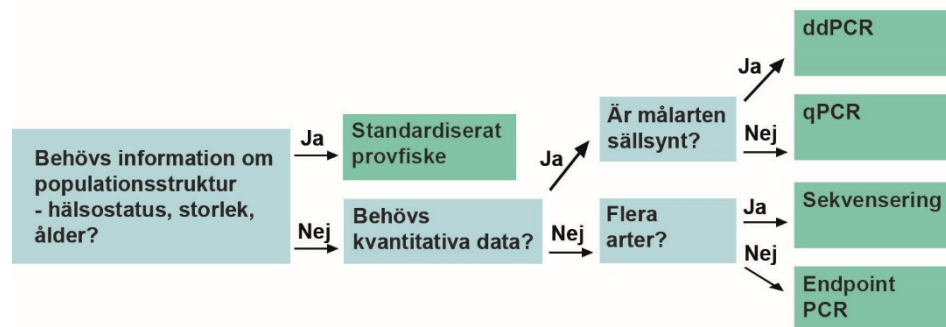 Behövs information om
populationsstruktur
- hälsostatus, storlek,
ålder?
Ja
Standardiserat
provfiske
Nej
Behövs
kvantitativa data?
Ja
Är målarten
sällsynt?
Ja
ddPCR
Nej
qPCR
Nej
Flera
arter?
Ja
Sekvensering
Nej
Endpoint
PCR